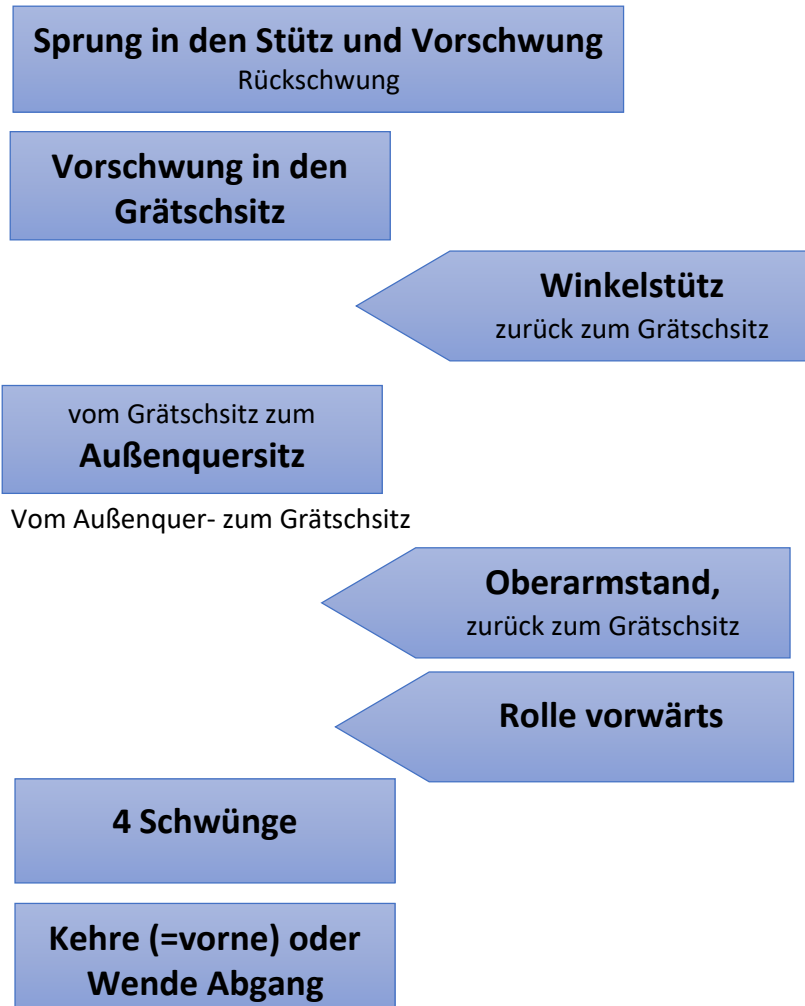 Sprung in den Stütz und Vorschwung
Rückschwung
Vorschwung in den
Grätschsitz
Winkelstütz
zurück zum Grätschsitz
vom Grätschsitz zum
Außenquersitz
Vom Außenquer- zum Grätschsitz
Oberarmstand,
zurück zum Grätschsitz
Rolle vorwärts
4 Schwünge
Kehre (=vorne) oder
Wende Abgang